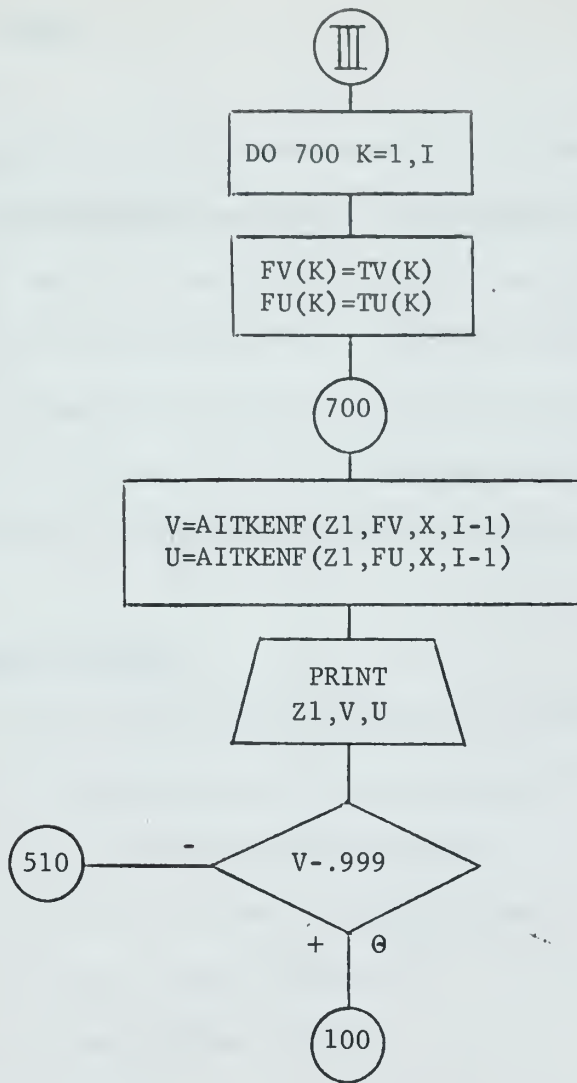 III
DO 700 K=1,I
FV(K)=TV(K)
FU(K)=TU(K)
700
V=AITKENF(Z1,FV,X,I-1)
U=AITKENF(Z1,FU,X,I-1)
PRINT
Z1,V,U
-
510
V-.999
+ 0
100